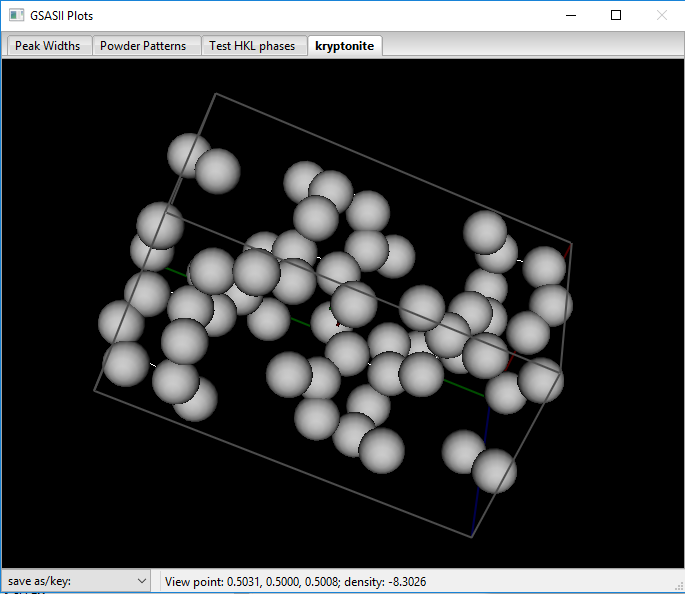 GSASII Plots
Peak Widths
Powder Patterns
Test HKL phases
kryptonite
save as/key:
View point: 0.5031, 0.5000, 0.5008; density: -8.3026